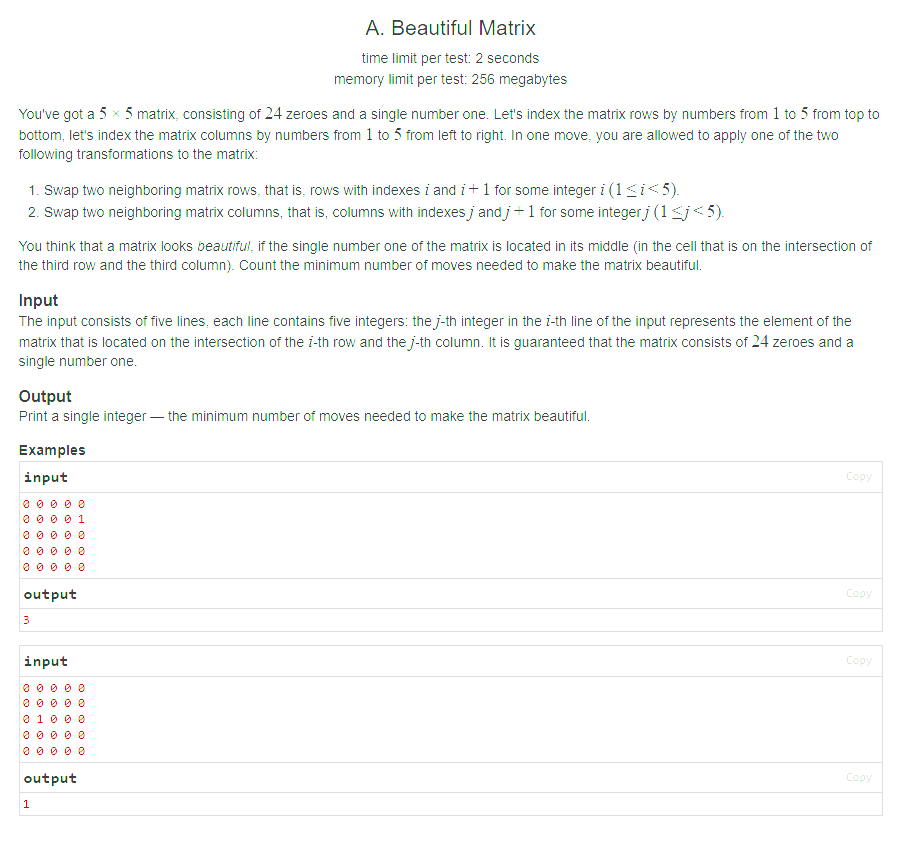 A. Beautiful Matrix
time limit per test: 2 seconds
memory limit per test: 256 megabytes
You've got a 5 × 5 matrix, consisting of 24 zeroes and a single number one. Let's index the matrix rows by numbers from 1 to 5 from top to
bottom, let's index the matrix columns by numbers from 1 to 5 from left to right. In one move, you are allowed to apply one of the two
following transformations to the matrix:
1. Swap two neighboring matrix rows, that is, rows with indexes i and i + 1 for some integer i (1 ≤ i < 5).
2. Swap two neighboring matrix columns, that is, columns with indexes j and j + 1 for some integer j (1 ≤ j < 5).
You think that a matrix looks beautiful, if the single number one of the matrix is located in its middle (in the cell that is on the intersection of
the third row and the third column). Count the minimum number of moves needed to make the matrix beautiful.
Input
The input consists of five lines, each line contains five integers: the j-th integer in the i-th line of the input represents the element of the
matrix that is located on the intersection of the i-th row and the j-th column. It is guaranteed that the matrix consists of 24 zeroes and a
single number one.
Output
Print a single integer — the minimum number of moves needed to make the matrix beautiful.
Examples
input Copy
0 0 0 0 0
0 0 0 0 1
0 0 0 0 0
0 0 0 0 0
0 0 0 0 0
output Copy
3
input Copy
0 0 0 0 0
0 0 0 0 0
0 1 0 0 0
0 0 0 0 0
0 0 0 0 0
output Copy
1